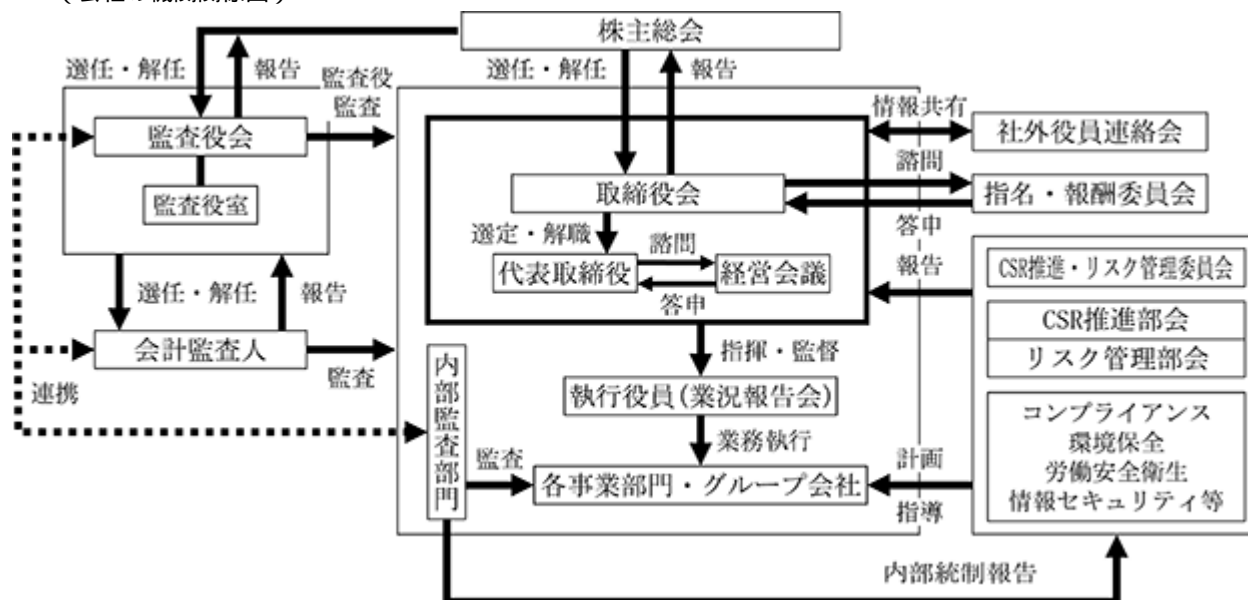 株主総会
選任・解任
報告
監査役
監査
選任・解任
報告
情報共有
社外役員連絡会
監査役会
監査役室
取締役会
諮問
指名・報酬委員会
答申
選定・解職
諮問
代表取締役
経営会議
答申
報告
CSR推進・リスク管理委員会
CSR推進部会
リスク管理部会
選任・解任
報告
会計監査人
監査
連携
指揮・監督
内部監査部門
執行役員(業況報告会)
業務執行
監査
各事業部門・グループ会社
計画
指導
コンプライアンス
環境保全
労働安全衛生
情報セキュリティ等
内部統制報告